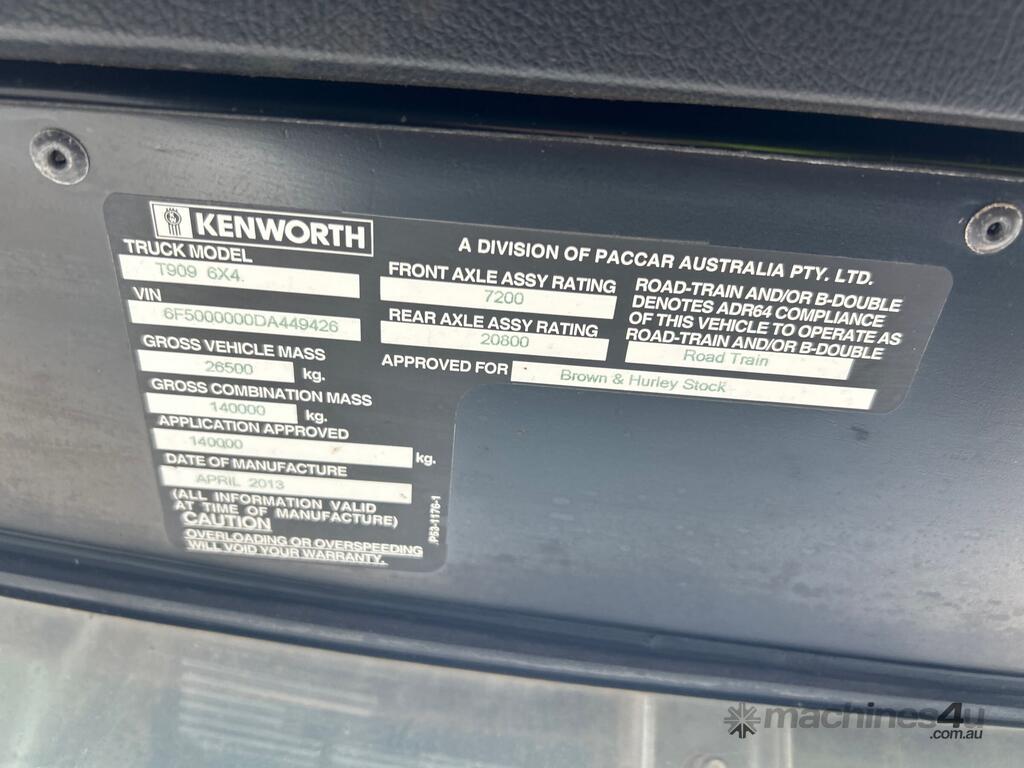 KENWORTH
A DIVISION OF PACCAR AUSTRALIA PTY. LTD.
TRUCK MODEL
T909 6X4.
VIN
6F5000000DA449426
GROSS VEHICLE MASS
26500 kg.
GROSS COMBINATION MASS
140000 kg.
APPLICATION APPROVED
140000 kg.
DATE OF MANUFACTURE
APRIL 2013
(ALL INFORMATION VALID
AT TIME OF MANUFACTURE)
CAUTION
OVERLOADING OR OVERSPEEDING
WILL VOID YOUR WARRANTY.
P53-1176-1
FRONT AXLE ASSY RATING
7200
REAR AXLE ASSY RATING
20800
APPROVED FOR Brown & Hurley Stock
ROAD-TRAIN AND/OR B-DOUBLE
DENOTES ADR64 COMPLIANCE
OF THIS VEHICLE TO OPERATE AS
ROAD-TRAIN AND/OR B-DOUBLE
Road Train
machines4u
.com.au